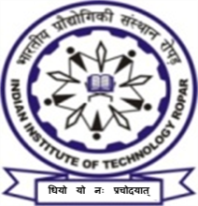 भारतीय प्रौद्योगिकी संस्थान रोपड़
INDIAN INSTITUTE OF TECHNOLOGY ROPAR
धियो यो नः प्रचोदयात्